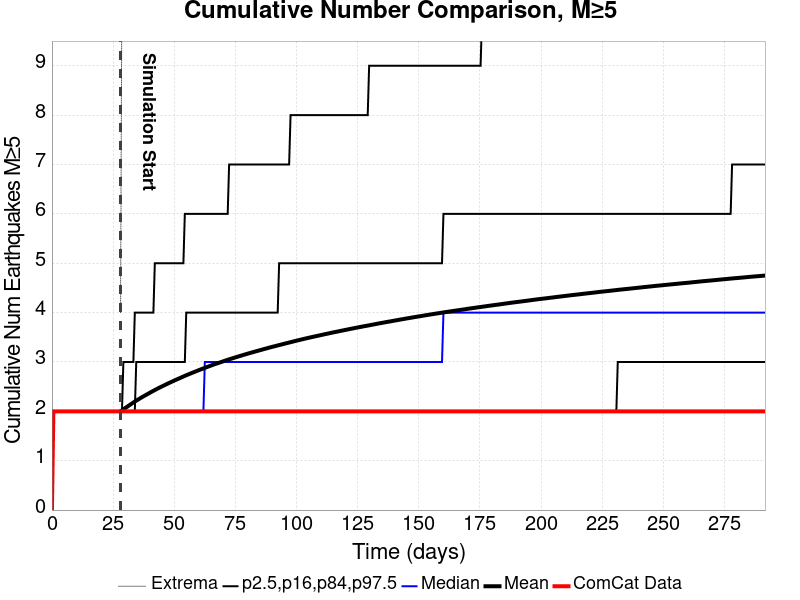 Cumulative Number Comparison, M≥5
Cumulative Num Earthquakes M≥5
9
8
7
6
5
4
3
2
1
0
Simulation Start
0 25 50 75 100 125 150 175 200 225 250 275
Time (days)
Extrema p2.5,p16,p84,p97.5 Median Mean ComCat Data